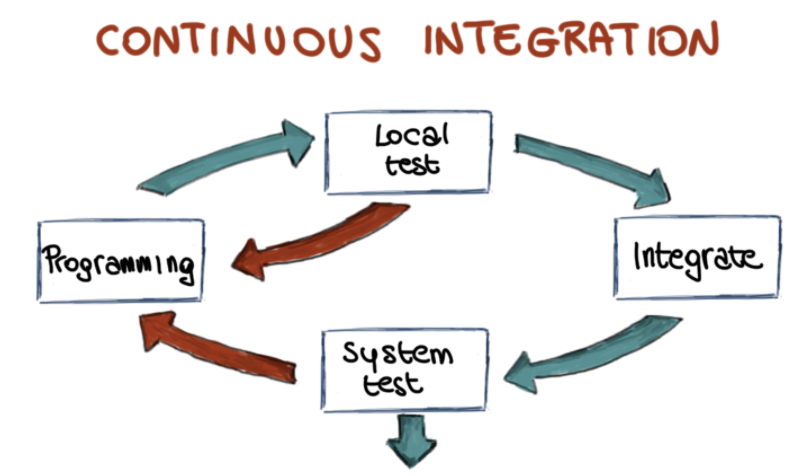 CONTINUOUS INTEGRATION
Local
test
Programming
Integrate
System
test